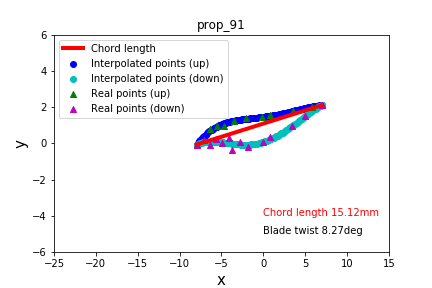 prop_91
Chord length
Interpolated points (up)
Interpolated points (down)
Real points (up)
Real points (down)
6
4
2
0
−2
−4
−6
y
Chord length 15.12mm
Blade twist 8.27deg
−25 −20 −15 −10 −5 0 5 10 15
x